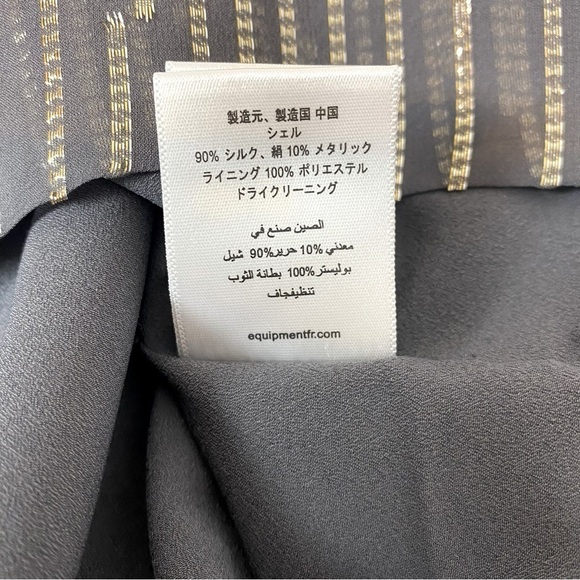 製造元、製造国 中国
シェル
90% シルク、絹 10% メタリック
ライニング 100% ポリエステル
ドライクリーニング
الصين صنع في
معدني 10% حرير 90% شيل
بوليستر 100% بطانة الثوب
تنظيفجاف
equipmentfr.com